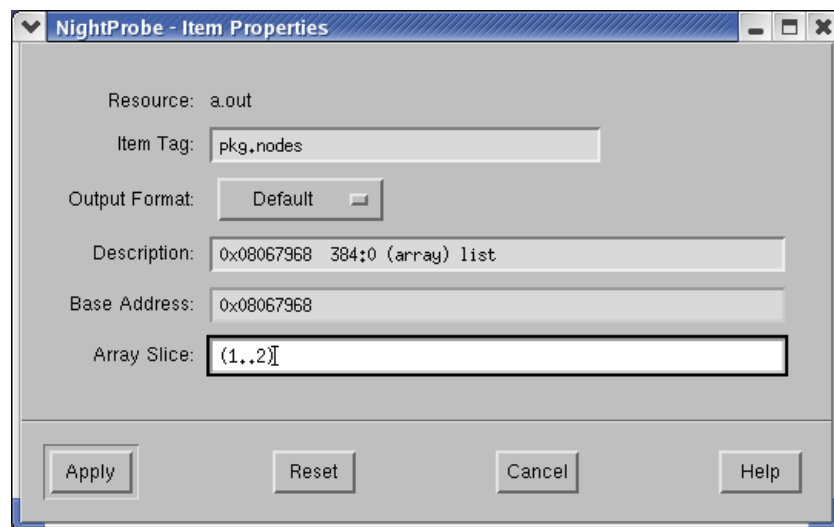 NightProbe - Item Properties
Resource: a.out
Item Tag: pkg.nodes
Output Format: Default
Description: 0x08067968 384:0 (array) list
Base Address: 0x08067968
Array Slice: (1..2)
Apply Reset Cancel Help